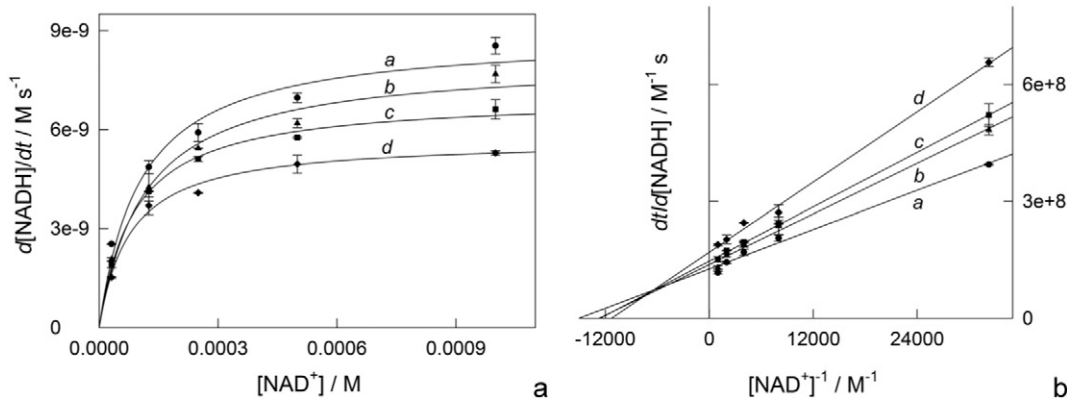 9e-9
6e-9
3e-9
0
d[NADH]/dt / M s⁻¹
a
b
c
d
0.0000 0.0003 0.0006 0.0009
[NAD⁺] / M
a
dt/d[NADH] / M⁻¹ s
6e+8
3e+8
0
d
c
b
a
-12000 0 12000 24000
[NAD⁺]⁻¹ / M⁻¹
b